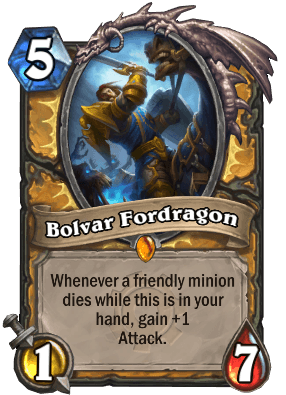 5
Bolvar Fordragon
Whenever a friendly minion
dies while this is in your
hand, gain +1
Attack.
1
7